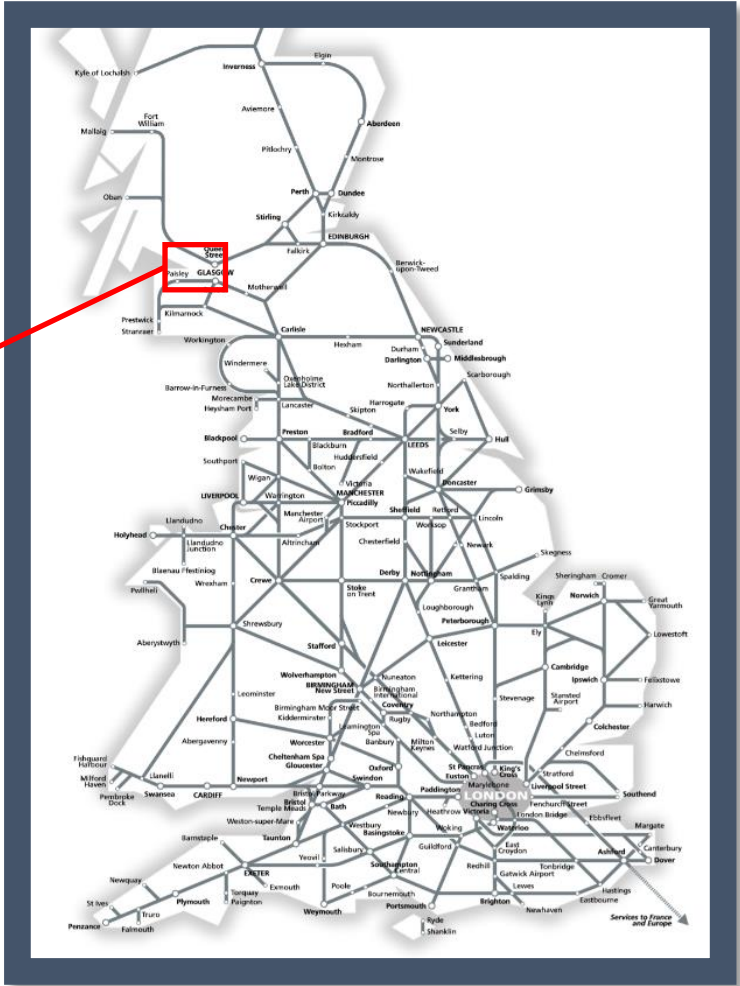 Elgin
Inverness
Kyle of Lochalsh
Aviemore
Fort
William
Aberdeen
Mallaig
Pitlochry
Montrose
Perth
Dundee
Oban
Stirling
Kirkcaldy
EDINBURGH
Queen
Street
Falkirk
Berwick-
upon-Tweed
Paisley
GLASGOW
Motherwell
Kilmarnock
Prestwick
Stranraer
Carlisle
NEWCASTLE
Sunderland
Workington
Hexham
Durham
Darlington
Middlesbrough
Windermere
Scarborough
Oxenholme
Lake District
Barrow-in-Furness
Northallerton
Morecambe
Heysham Port
Lancaster
Harrogate
Skipton
York
Blackpool
Preston
Bradford
Selby
Hull
Blackburn
LEEDS
Southport
Huddersfield
Bolton
Wakefield
Wigan
Victoria
Doncaster
LIVERPOOL
Warrington
MANCHESTER
Piccadilly
Grimsby
Manchester
Airport
Sheffield
Retford
Llandudno
Chester
Stockport
Worksop
Lincoln
Holyhead
Llandudno
Junction
Altrincham
Chesterfield
Newark
Skegness
Blaenau Ffestiniog
Wrexham
Crewe
Derby
Nottingham
Spalding
Sheringham
Cromer
Pwllheli
Stoke
on Trent
Grantham
Kings
Lynn
Norwich
Great
Yarmouth
Loughborough
Shrewsbury
Peterborough
Ely
Lowestoft
Aberystwyth
Stafford
Leicester
Wolverhampton
Cambridge
BIRMINGHAM
New Street
Nuneaton
Kettering
Ipswich
Felixstowe
Birmingham
International
Leominster
Stevenage
Stansted
Airport
Birmingham Moor Street
Coventry
Harwich
Hereford
Kidderminster
Rugby
Northampton
Leamington
Spa
Bedford
Colchester
Abergavenny
Worcester
Banbury
Milton
Keynes
Luton
Watford Junction
Chelmsford
Cheltenham Spa
Gloucester
Oxford
St Pancras
Euston
King's
Cross
Stratford
Fishguard
Harbour
Llanelli
Newport
Swindon
Marylebone
Liverpool Street
Milford
Haven
Pembroke
Dock
Swansea
CARDIFF
Bristol Parkway
Reading
Paddington
LONDON
Southend
Bristol
Temple Meads
Bath
Charing Cross
Fenchurch Street
Newbury
Heathrow
Victoria
London Bridge
Ebbsfleet
Weston-super-Mare
Westbury
Waterloo
Margate
Barnstaple
Taunton
Basingstoke
Woking
Salisbury
Guildford
East
Croydon
Canterbury
Ashford
Dover
Newton Abbot
Yeovil
EXETER
Southampton
Central
Redhill
Gatwick Airport
Tonbridge
Newquay
Exmouth
Poole
Bournemouth
Lewes
Hastings
Torquay
Paignton
Eastbourne
St Ives
Plymouth
Weymouth
Portsmouth
Brighton
Newhaven
Truro
Ryde
Services to France
and Europe
Penzance
Falmouth
Shanklin